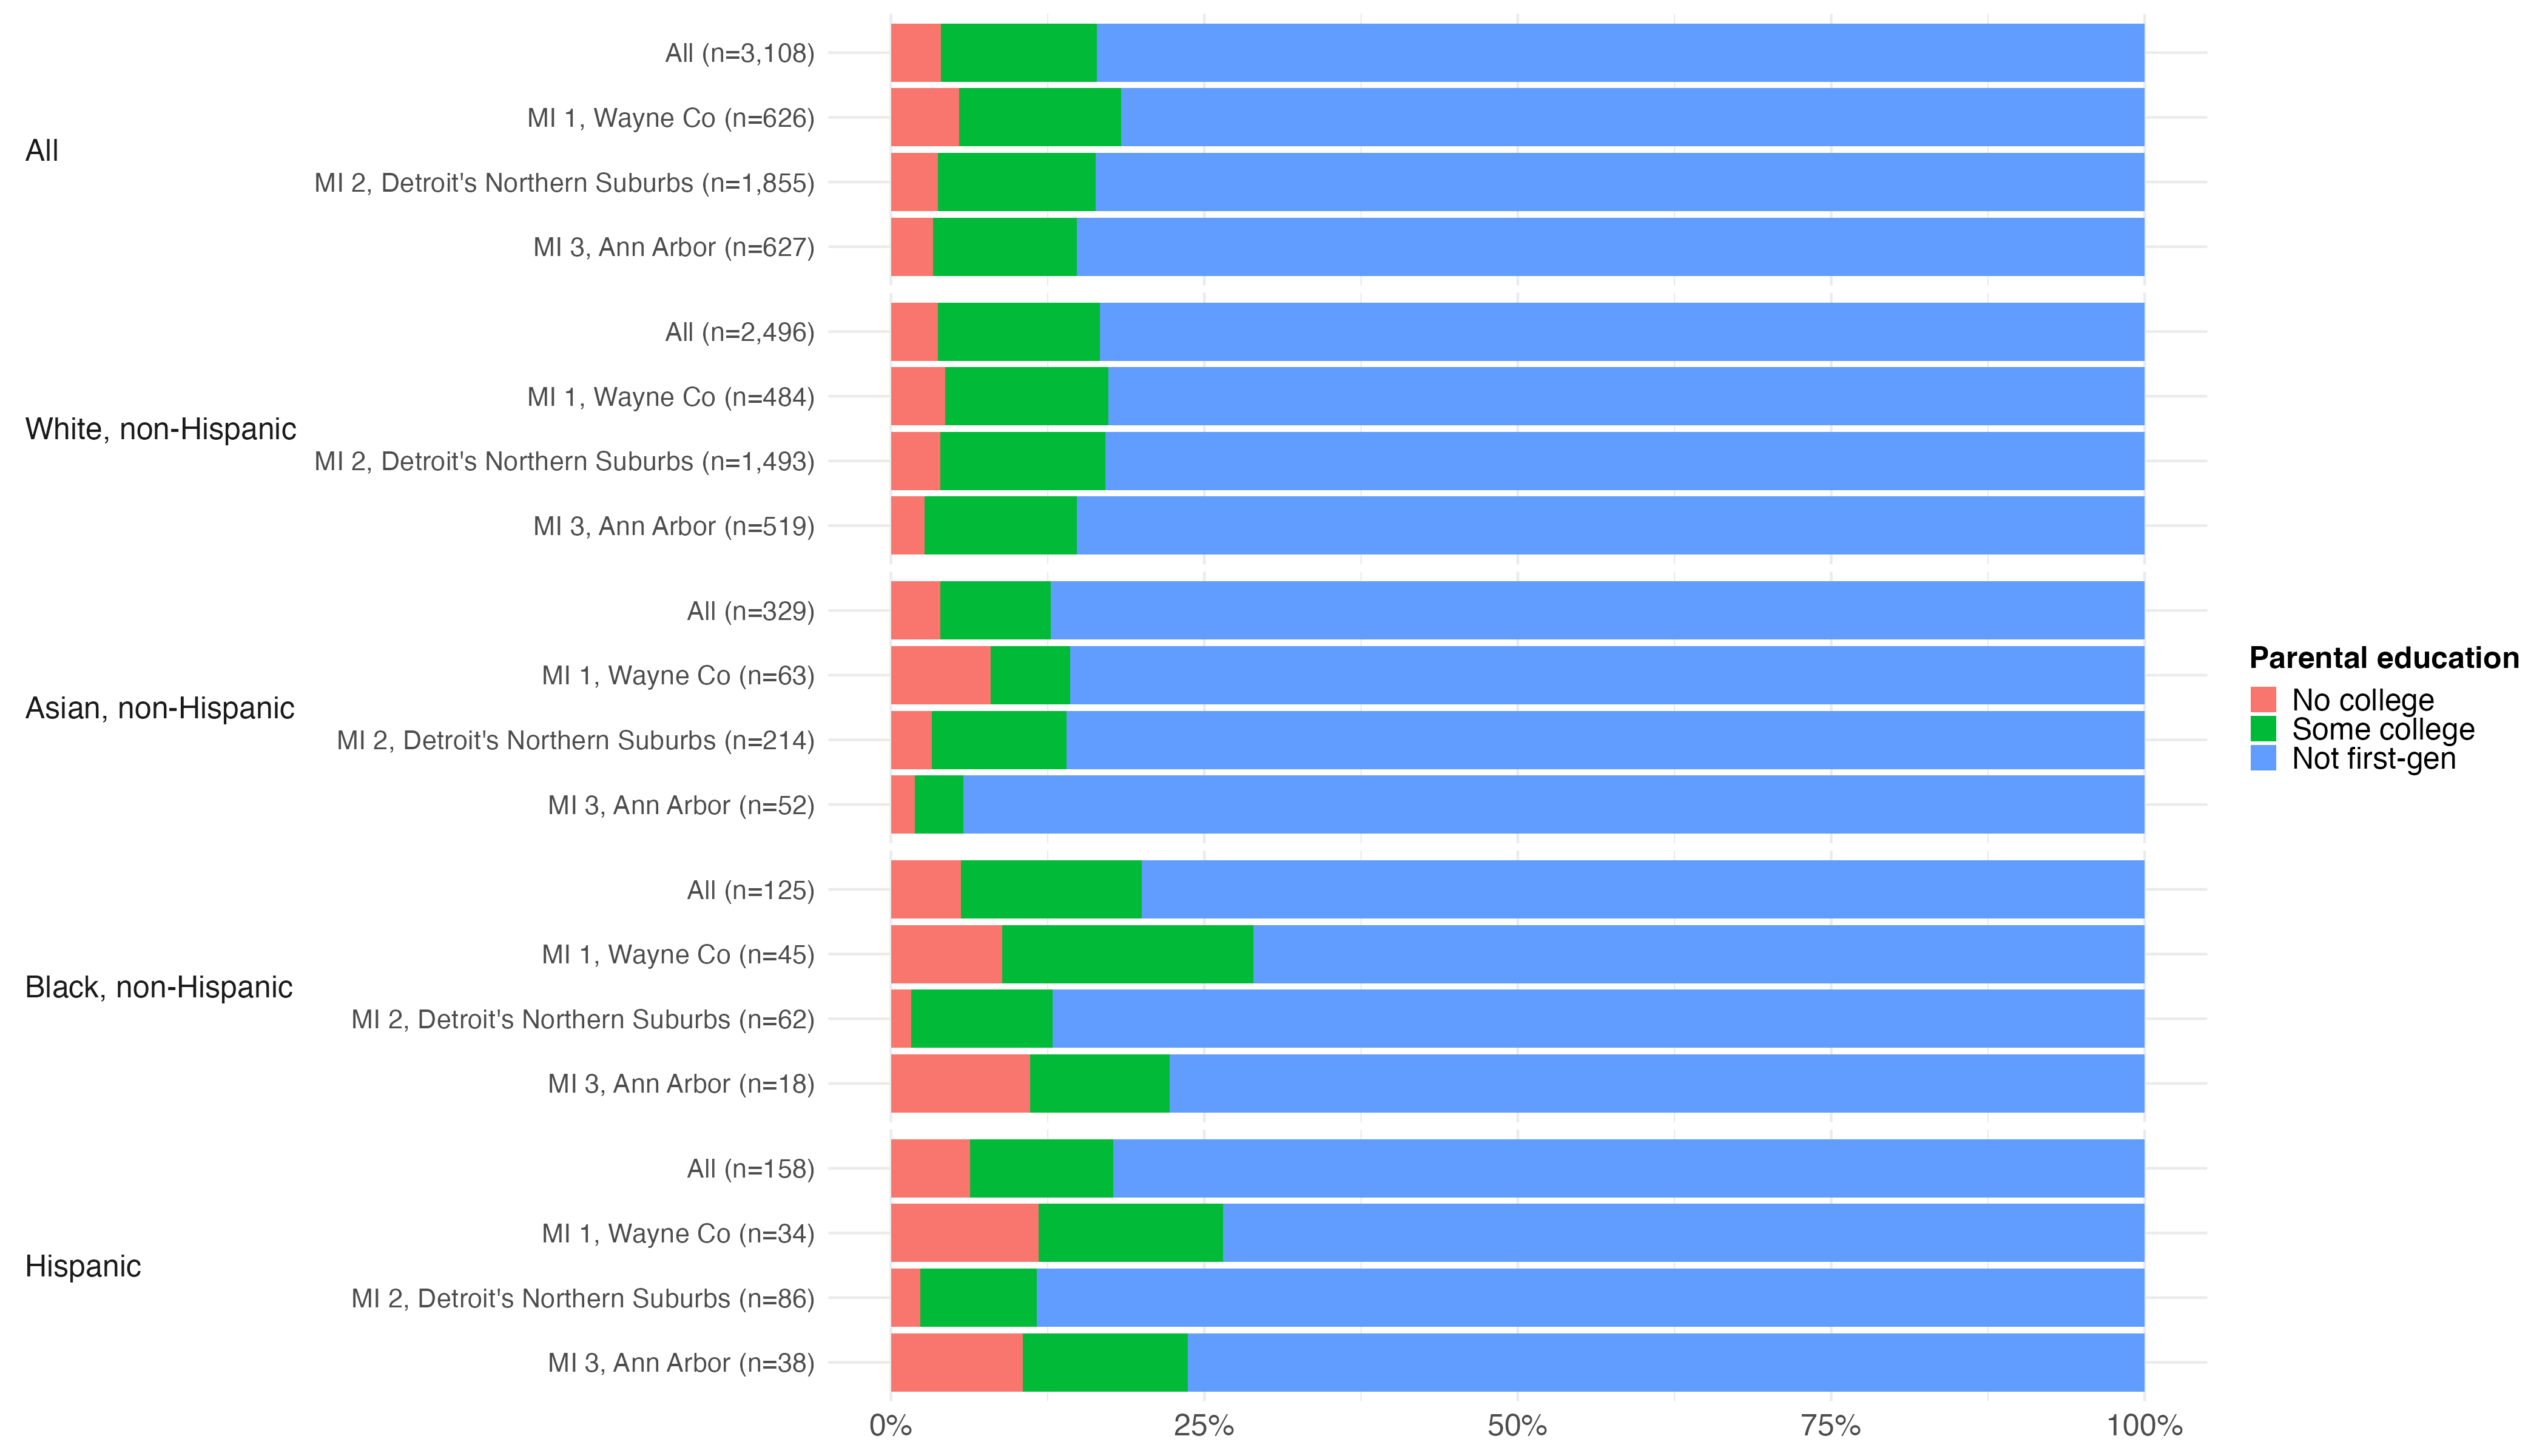 All
All (n=3,108)
MI 1, Wayne Co (n=626)
MI 2, Detroit's Northern Suburbs (n=1,855)
MI 3, Ann Arbor (n=627)
White, non-Hispanic
All (n=2,496)
MI 1, Wayne Co (n=484)
MI 2, Detroit's Northern Suburbs (n=1,493)
MI 3, Ann Arbor (n=519)
Asian, non-Hispanic
All (n=329)
MI 1, Wayne Co (n=63)
MI 2, Detroit's Northern Suburbs (n=214)
MI 3, Ann Arbor (n=52)
Black, non-Hispanic
All (n=125)
MI 1, Wayne Co (n=45)
MI 2, Detroit's Northern Suburbs (n=62)
MI 3, Ann Arbor (n=18)
Hispanic
All (n=158)
MI 1, Wayne Co (n=34)
MI 2, Detroit's Northern Suburbs (n=86)
MI 3, Ann Arbor (n=38)
0% 25% 50% 75% 100%
Parental education
No college
Some college
Not first-gen